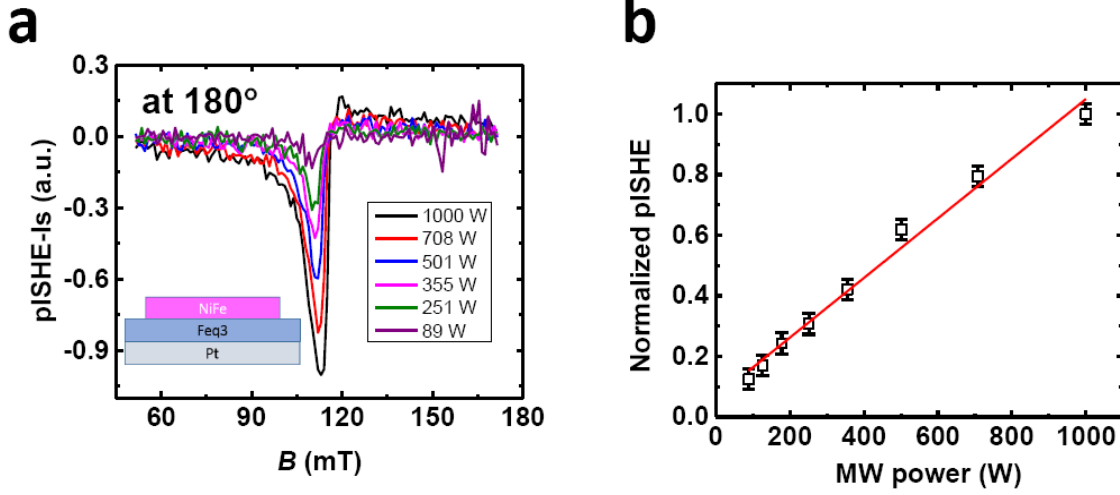 a
at 180°
pISHE-Is (a.u.)
0.3
0.0
-0.3
-0.6
-0.9
1000 W
708 W
501 W
355 W
251 W
89 W
NiFe
Feq3
Pt
60
90
120
150
180
B (mT)
b
Normalized pISHE
1.0
0.8
0.6
0.4
0.2
0.0
0
200
400
600
800
1000
MW power (W)